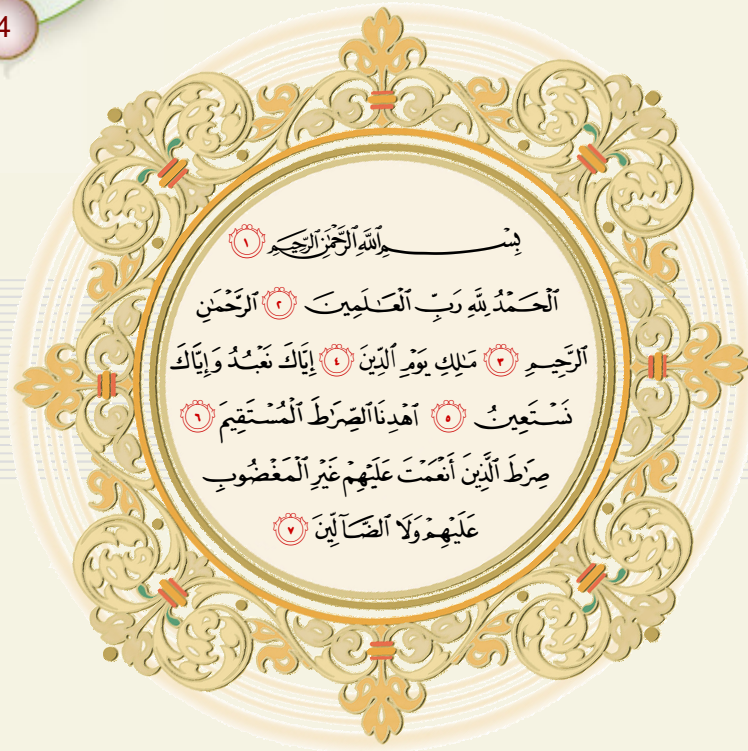 4
بِسْمِ ٱللَّهِ ٱلرَّحْمَٰنِ ٱلرَّحِيمِ ١
ٱلْحَمْدُ لِلَّهِ رَبِّ ٱلْعَٰلَمِينَ ٢ ٱلرَّحْمَٰنِ
ٱلرَّحِيمِ ٣ مَٰلِكِ يَوْمِ ٱلدِّينِ ٤ إِيَّاكَ نَعْبُدُ وَإِيَّاكَ
نَسْتَعِينُ ٥ ٱهْدِنَا ٱلصِّرَٰطَ ٱلْمُسْتَقِيمَ ٦
صِرَٰطَ ٱلَّذِينَ أَنْعَمْتَ عَلَيْهِمْ غَيْرِ ٱلْمَغْضُوبِ
عَلَيْهِمْ وَلَا ٱلضَّآلِّينَ ٧